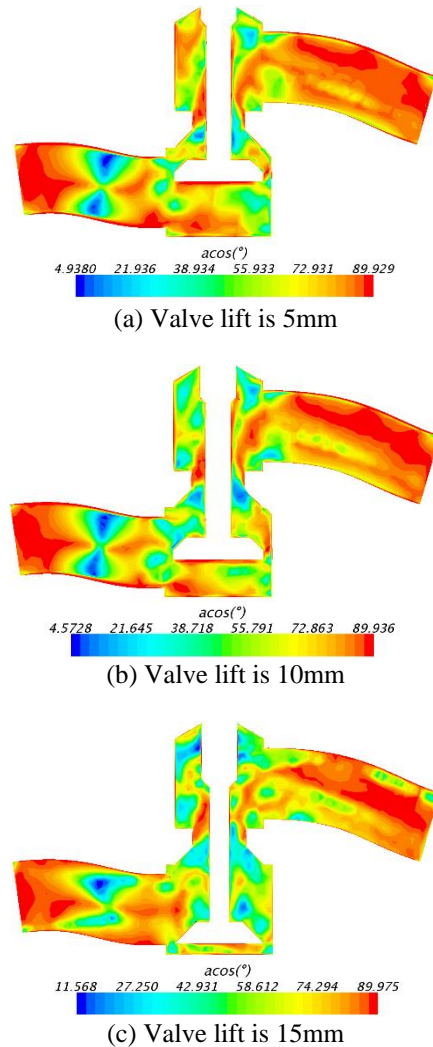 acos(°)
4.9380 21.936 38.934 55.933 72.931 89.929
(a) Valve lift is 5mm
acos(°)
4.5728 21.645 38.718 55.791 72.863 89.936
(b) Valve lift is 10mm
acos(°)
11.568 27.250 42.931 58.612 74.294 89.975
(c) Valve lift is 15mm